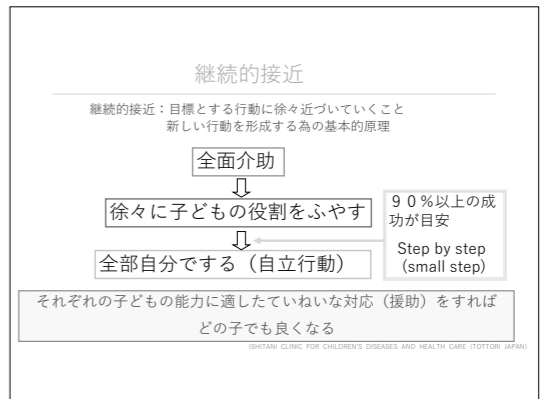 継続的接近
継続的接近：目標とする行動に徐々近づいていくこと
新しい行動を形成する為の基本的原理
全面介助
徐々に子どもの役割をふやす
９０％以上の成
功が目安
Step by step
(small step)
全部自分でする（自立行動）
それぞれの子どもの能力に適したていねいな対応（援助）をすれば
どの子でも良くなる
ISHITANI CLINIC FOR CHILDREN'S DISEASES AND HEALTH CARE (TOTTORI JAPAN)